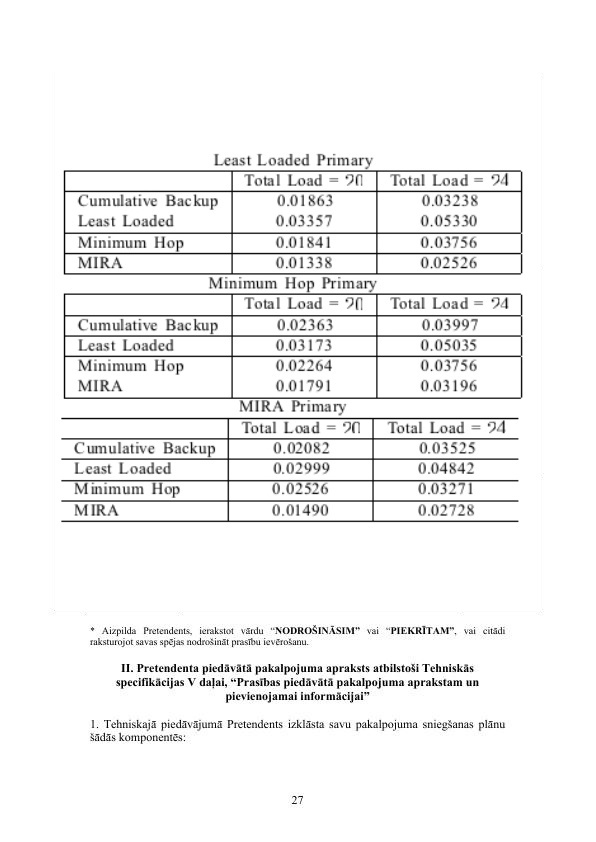 Least Loaded Primary
Total Load = 20 Total Load = 24
Cumulative Backup 0.01863 0.03238
Least Loaded 0.03357 0.05330
Minimum Hop 0.01841 0.03756
MIRA 0.01338 0.02526
Minimum Hop Primary
Total Load = 20 Total Load = 24
Cumulative Backup 0.02363 0.03997
Least Loaded 0.03173 0.05035
Minimum Hop 0.02264 0.03756
MIRA 0.01791 0.03196
MIRA Primary
Total Load = 20 Total Load = 24
Cumulative Backup 0.02082 0.03525
Least Loaded 0.02999 0.04842
Minimum Hop 0.02526 0.03271
MIRA 0.01490 0.02728
* Aizpilda Pretendents, ierakstot vārdu “NODROŠINĀSIM” vai “PIEKRĪTAM”, vai citādi
raksturojot savas spējas nodrošināt prasību ievērošanu.
II. Pretendenta piedāvātā pakalpojuma apraksts atbilstoši Tehniskās
specifikācijas V daļai, “Prasības piedāvātā pakalpojuma aprakstam un
pievienojamai informācijai”
1. Tehniskajā piedāvājumā Pretendents izklāsta savu pakalpojuma sniegšanas plānu
šādās komponentēs:
27